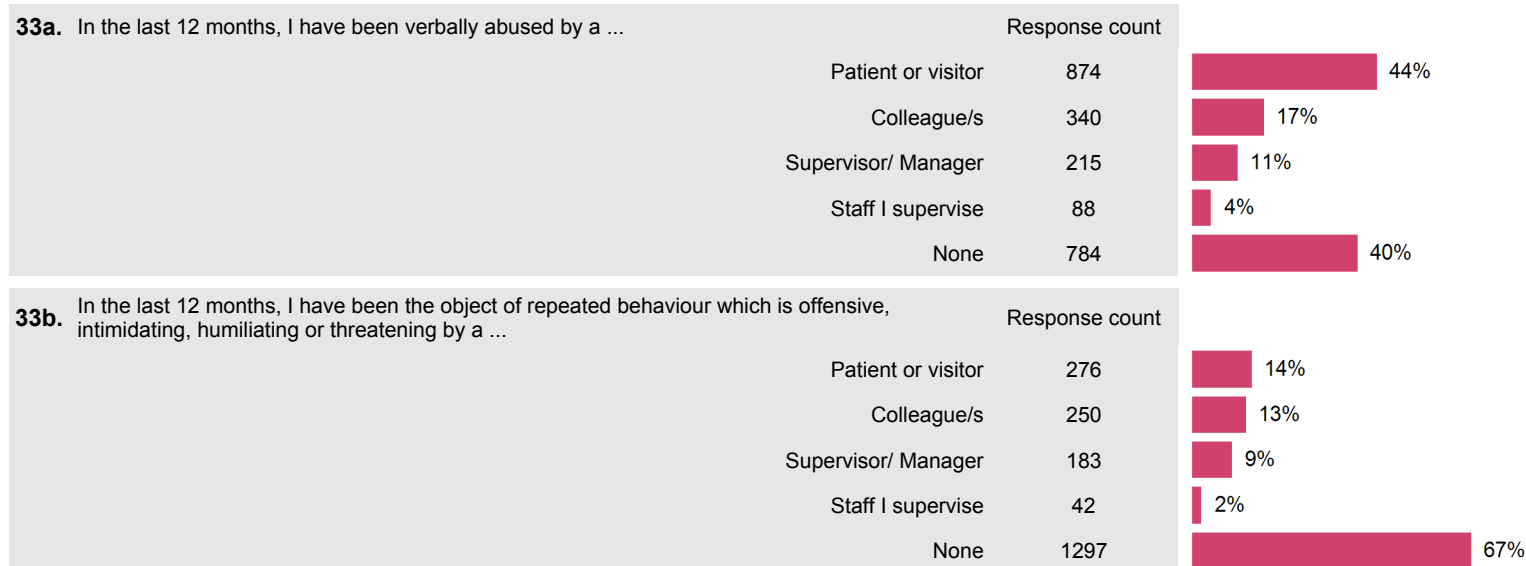 33a. In the last 12 months, I have been verbally abused by a ... Response count
Patient or visitor 874 44%
Colleague/s 340 17%
Supervisor/ Manager 215 11%
Staff I supervise 88 4%
None 784 40%
33b. In the last 12 months, I have been the object of repeated behaviour which is offensive,
intimidating, humiliating or threatening by a ... Response count
Patient or visitor 276 14%
Colleague/s 250 13%
Supervisor/ Manager 183 9%
Staff I supervise 42 2%
None 1297 67%